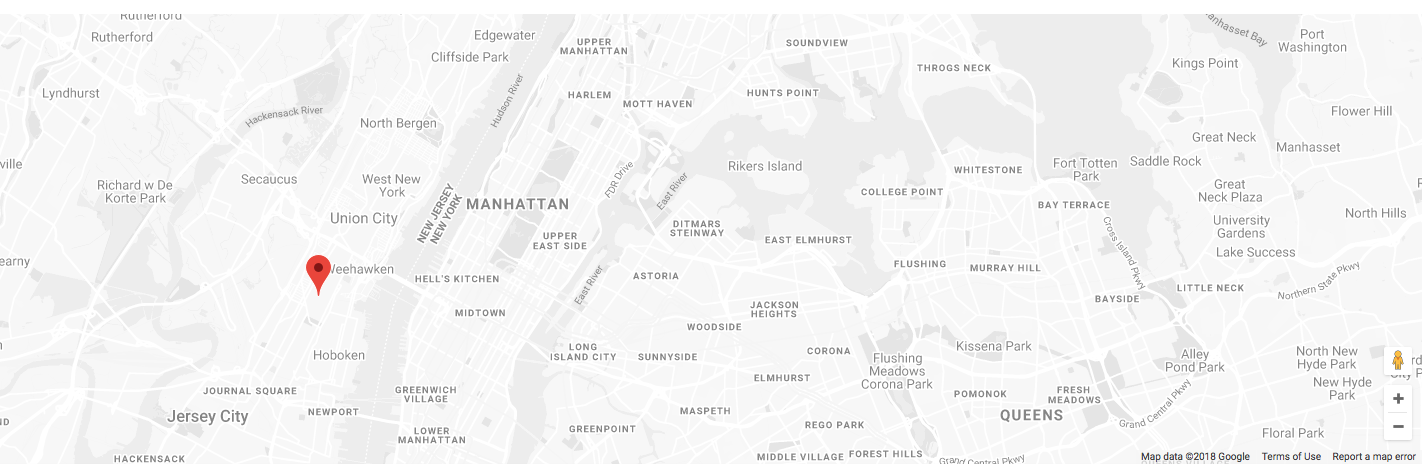 Rutherford
Rutherford
Edgewater
Cliffside Park
UPPER
MANHATTAN
SOUNDVIEW
Manhasset Bay
Port
Washington
Kings Point
THROGS NECK
Lyndhurst
Hackensack River
North Bergen
Hudson River
HARLEM
MOTT HAVEN
HUNTS POINT
Flower Hill
Great Neck
Manhasset
ville
Richard w De
Korte Park
Secaucus
West New
York
Union City
NEW JERSEY
NEW YORK
MANHATTAN
FDR Drive
East River
Rikers Island
WHITESTONE
COLLEGE POINT
Fort Totten
Park
Saddle Rock
Great
Neck Plaza
BAY TERRACE
North Hills
University
Gardens
Lake Success
UPPER
EAST SIDE
DITMARS
STEINWAY
EAST ELMHURST
Cross Island Pkwy
earny
Weehawken
HELL'S KITCHEN
East River
ASTORIA
FLUSHING
MURRAY HILL
LITTLE NECK
Northern State Pkwy
BAYSIDE
MIDTOWN
JACKSON
HEIGHTS
WOODSIDE
Hoboken
LONG
ISLAND CITY
SUNNYSIDE
CORONA
Kissena Park
Flushing
Meadows
Corona Park
Alley
Pond Park
North New
Hyde Park
New Hyde
Park
JOURNAL SQUARE
GREENWICH
VILLAGE
ELMHURST
POMONOK
FRESH
MEADOWS
Grand Central Pkwy
Jersey City
NEWPORT
MASPETH
QUEENS
LOWER
MANHATTAN
GREENPOINT
REGO PARK
Floral Park
HACKENSACK
MIDDLE VILLAGE
FOREST HILLS
Grand Central Pkwy
Map data ©2018 Google
Terms of Use
Report a map error